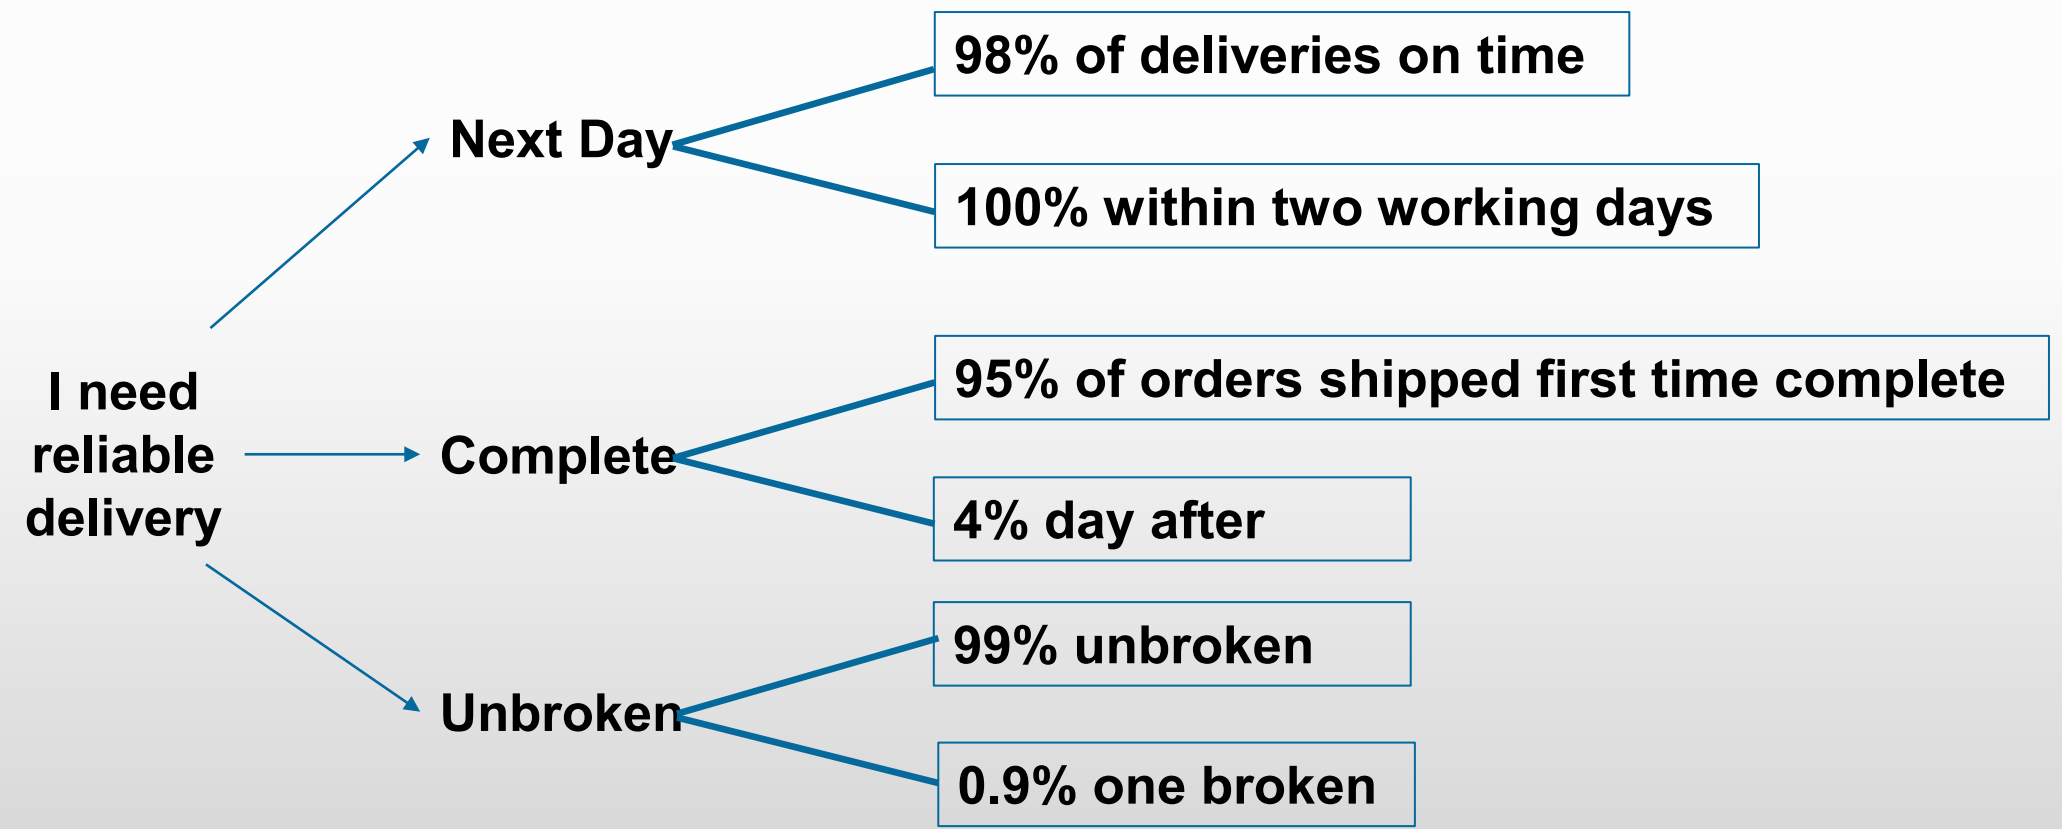 98% of deliveries on time
Next Day
100% within two working days
I need
reliable
delivery
95% of orders shipped first time complete
Complete
4% day after
99% unbroken
Unbroken
0.9% one broken